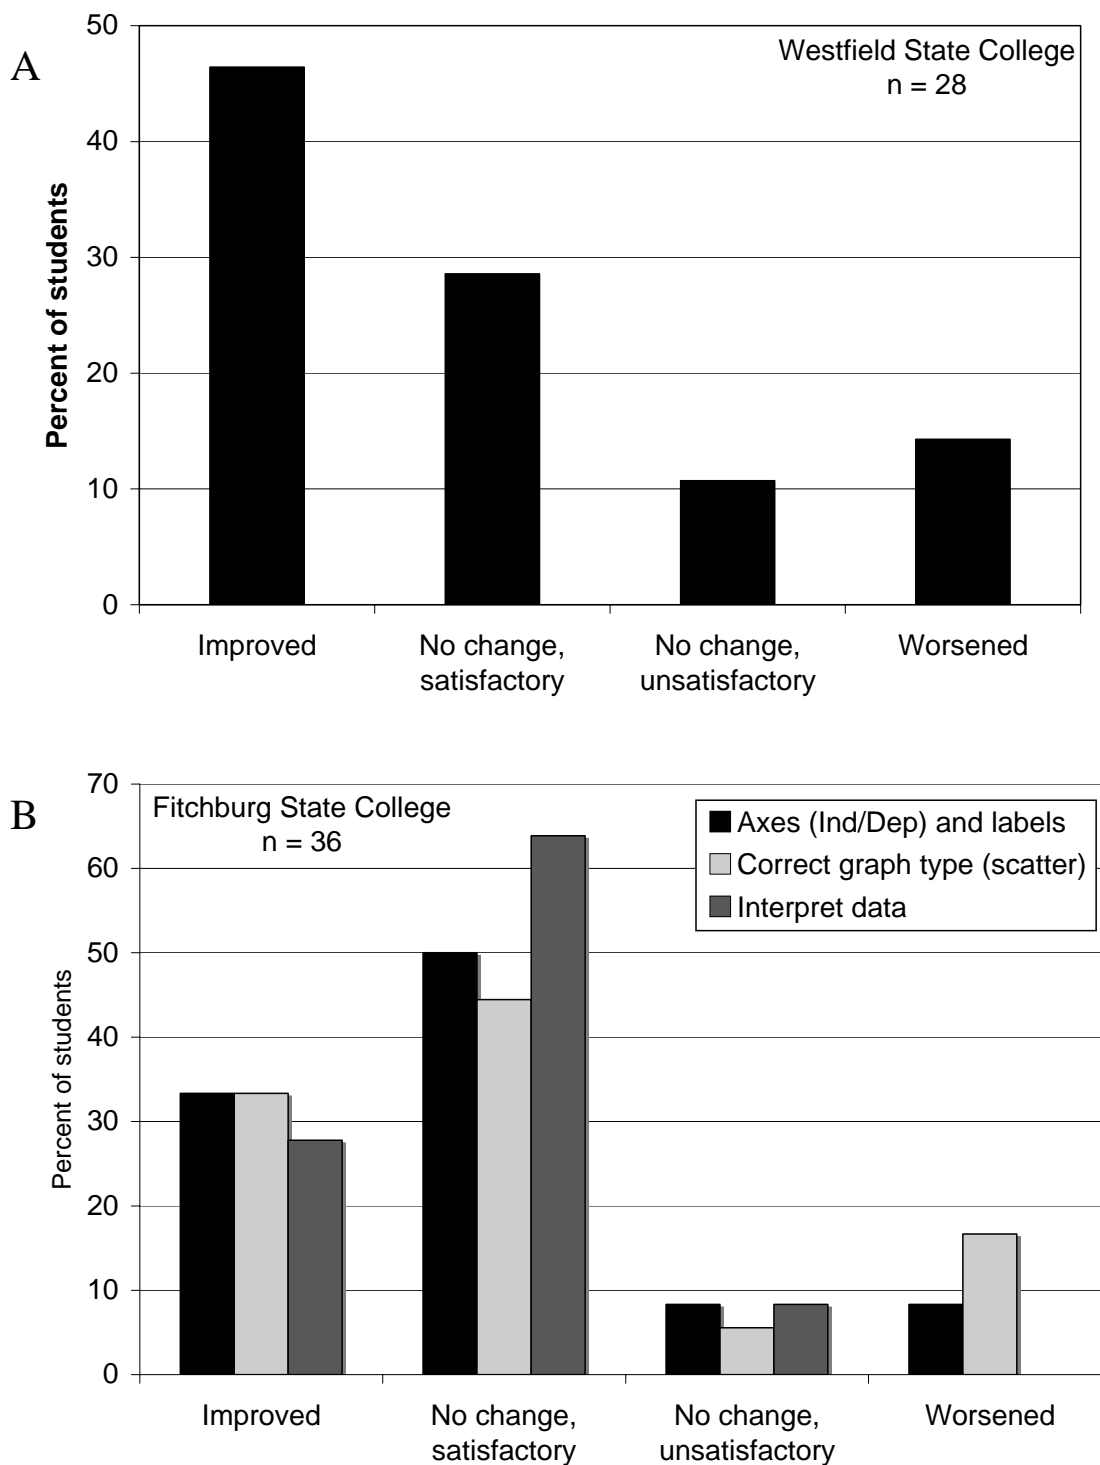 A
Westfield State College
n = 28
Percent of students
50
40
30
20
10
0
Improved
No change,
satisfactory
No change,
unsatisfactory
Worsened
B
Fitchburg State College
n = 36
Axes (Ind/Dep) and labels
Correct graph type (scatter)
Interpret data
Percent of students
70
60
50
40
30
20
10
0
Improved
No change,
satisfactory
No change,
unsatisfactory
Worsened